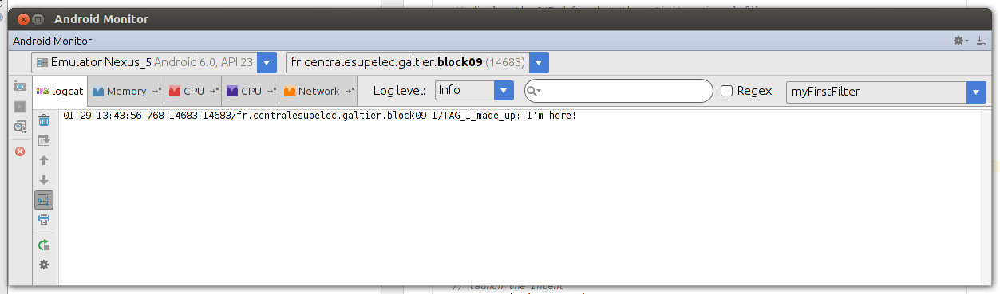 Android Monitor
Android Monitor
Emulator Nexus_5 Android 6.0, API 23
fr.centralesupelec.galtier.block09 (14683)
logcat
Memory
CPU
GPU
Network
Log level:
Info
Regex
myFirstFilter
01-29 13:43:56.768 14683-14683/fr.centralesupelec.galtier.block09 I/TAG_I_made_up: I'm here!
// launch the Intent